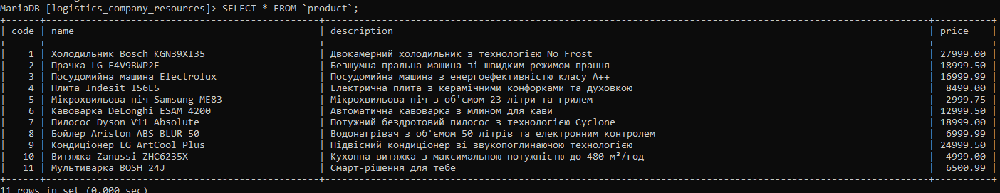 MariaDB [logistics_company_resources]> SELECT * FROM `product`;
| code | name | description | price |
| 1 | Холодильник Bosch KGN39XI35 | Двокамерний холодильник з технологією No Frost | 27999.00 |
| 2 | Прачка LG F4V9BWP2E | Безшумна пральна машина зі швидким режимом прання | 18999.50 |
| 3 | Посудомийна машина Electrolux | Посудомийна машина з енергоефективністю класу A++ | 16999.99 |
| 4 | Плита Indesit IS6E5 | Електрична плита з керамічними конфорками та духовкою | 8499.00 |
| 5 | Мікрохвильова піч Samsung ME83 | Мікрохвильова піч з об'ємом 23 літри та грилем | 2999.75 |
| 6 | Кавоварка DeLonghi ESAM 4200 | Автоматична кавоварка з млином для кави | 12999.50 |
| 7 | Пилосос Dyson V11 Absolute | Потужний бездротовий пилосос з технологією Cyclone | 18999.00 |
| 8 | Бойлер Ariston ABS BLUR 50 | Водонагрівач з об'ємом 50 літрів та електронним контролем | 6999.99 |
| 9 | Кондиціонер LG ArtCool Plus | Підвісний кондиціонер зі звукопоглинаючою технологією | 24999.50 |
| 10 | Витяжка Zanussi ZHC6235X | Кухонна витяжка з максимальною потужністю до 480 м³/год | 4999.00 |
| 11 | Мультиварка BOSH 24J | Смарт-рішення для тебе | 6500.99 |
11 rows in set (0.000 sec)